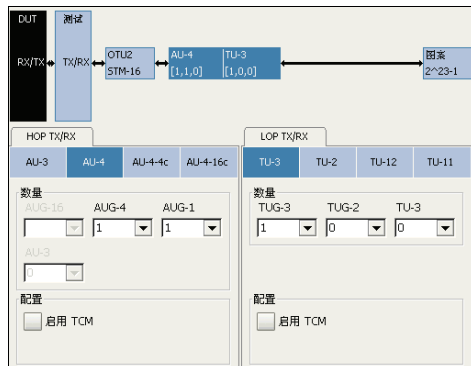 DUT 测试
OTU2 AU-4 TU-3 图案
RX/TX TX/RX STM-16 [1,1,0] [1,0,0] 2^23-1
HOP TX/RX LOP TX/RX
AU-3 AU-4 AU-4-4c AU-4-16c TU-3 TU-2 TU-12 TU-11
数量 数量
AUG-16 AUG-4 AUG-1 TUG-3 TUG-2 TU-3
1 1 1 0 0
AU-3
0
配置 配置
启用 TCM 启用 TCM